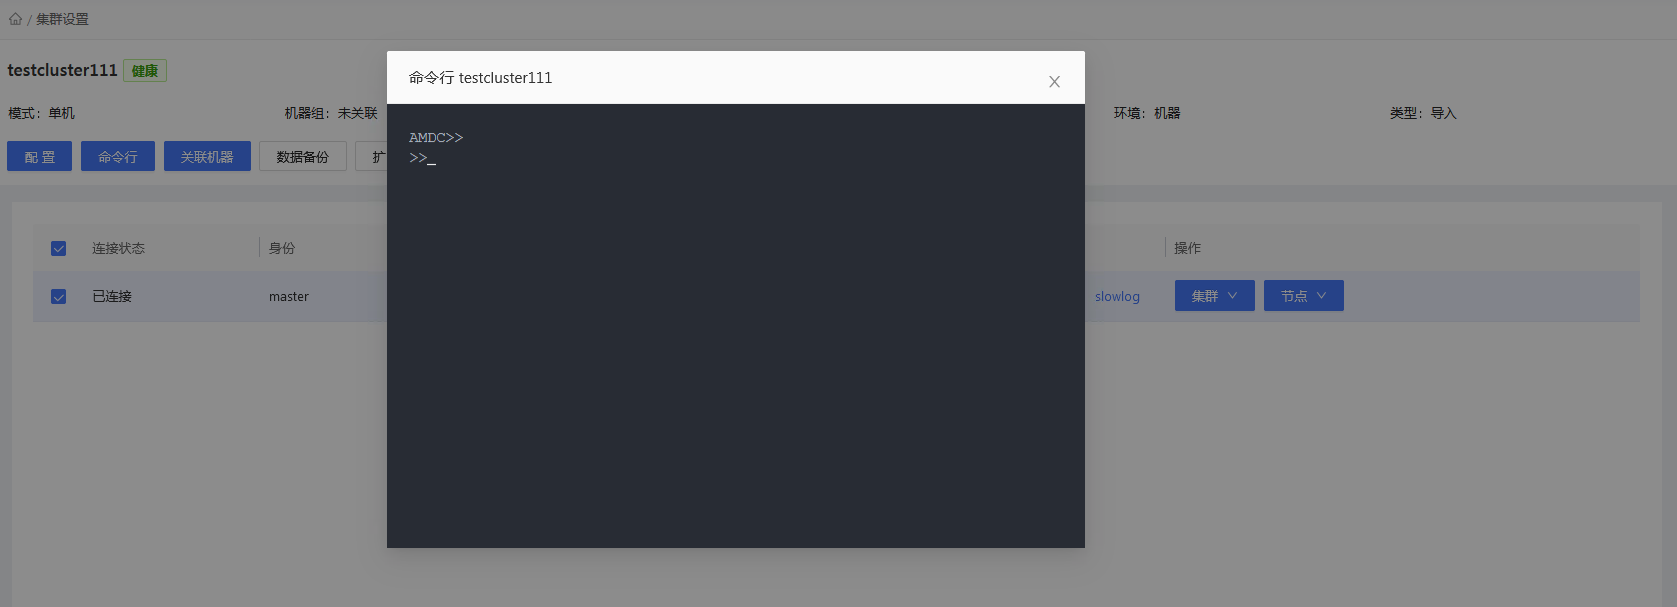 / 集群设置
testcluster111 健康
命令行 testcluster111
模式：单机 机器组：未关联 环境：机器 类型：导入
配 置 命令行 关联机器 数据备份 扩
AMDC>>
>>_
连接状态 身份 操作
已连接 master slowlog 集群 节点